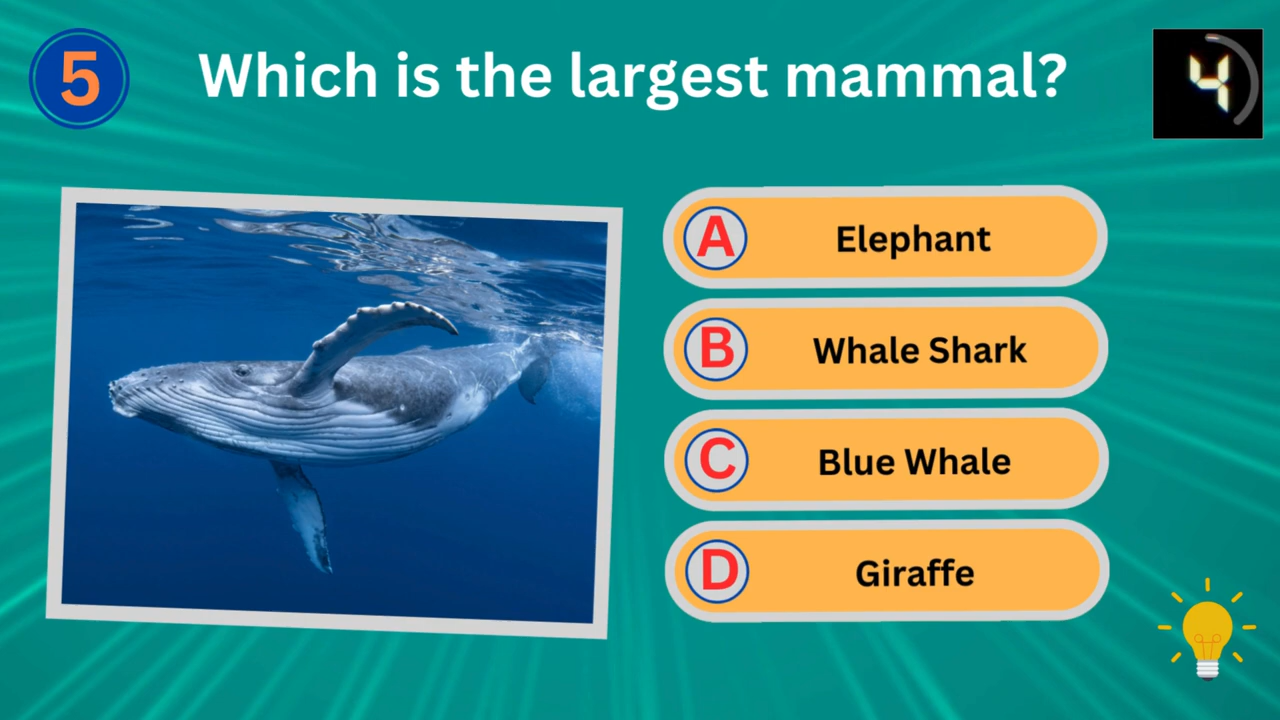 5
Which is the largest mammal?
4
A
Elephant
B
Whale Shark
C
Blue Whale
D
Giraffe